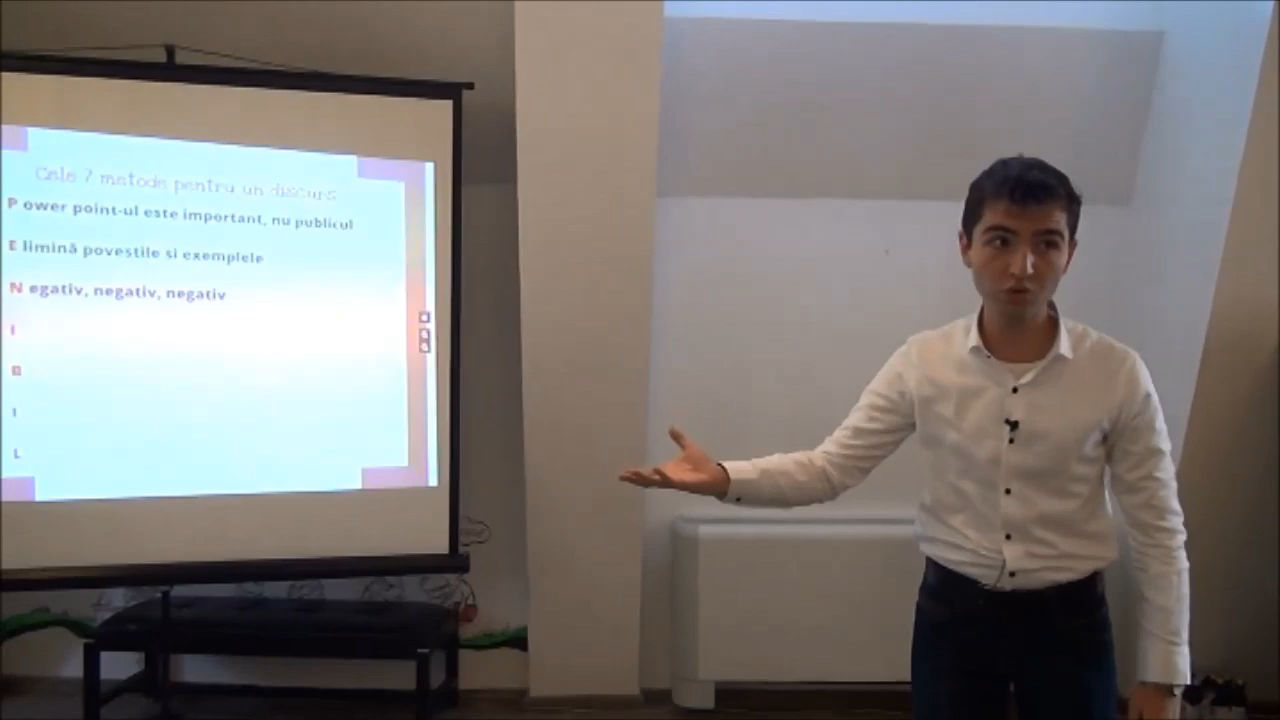 Cele 7 metode pentru un discurs
P ower point-ul este important, nu publicul
E limină poveștile si exemplele
N egativ, negativ, negativ
I
B
I
L